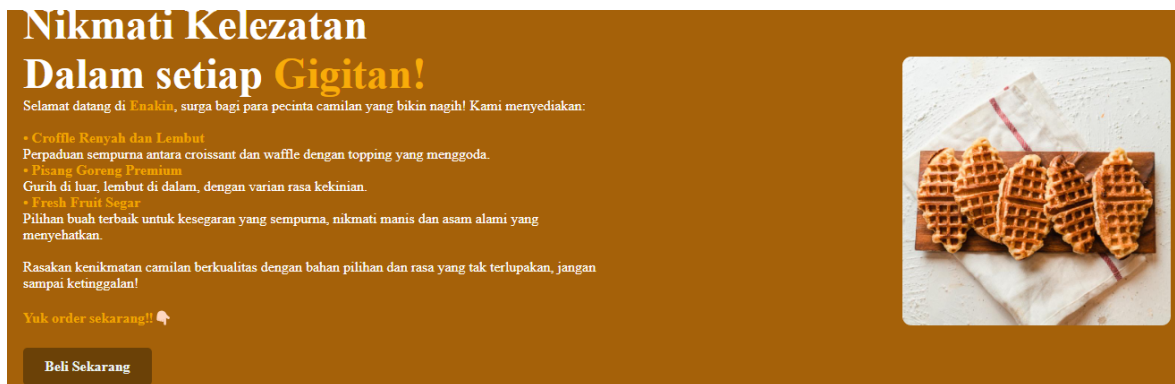 Nikmati Kelezatan
Dalam setiap Gigitan!
Selamat datang di Enakin, surga bagi para pecinta camilan yang bikin nagih! Kami menyediakan:
• Croffle Renyah dan Lembut
Perpaduan sempurna antara croissant dan waffle dengan topping yang menggoda.
• Pisang Goreng Premium
Gurih di luar, lembut di dalam, dengan varian rasa kekinian.
• Fresh Fruit Segar
Pilihan buah terbaik untuk kesegaran yang sempurna, nikmati manis dan asam alami yang
menyehatkan.
Rasakan kenikmatan camilan berkualitas dengan bahan pilihan dan rasa yang tak terlupakan, jangan
sampai ketinggalan!
Yuk order sekarang!!👇🏻
Beli Sekarang